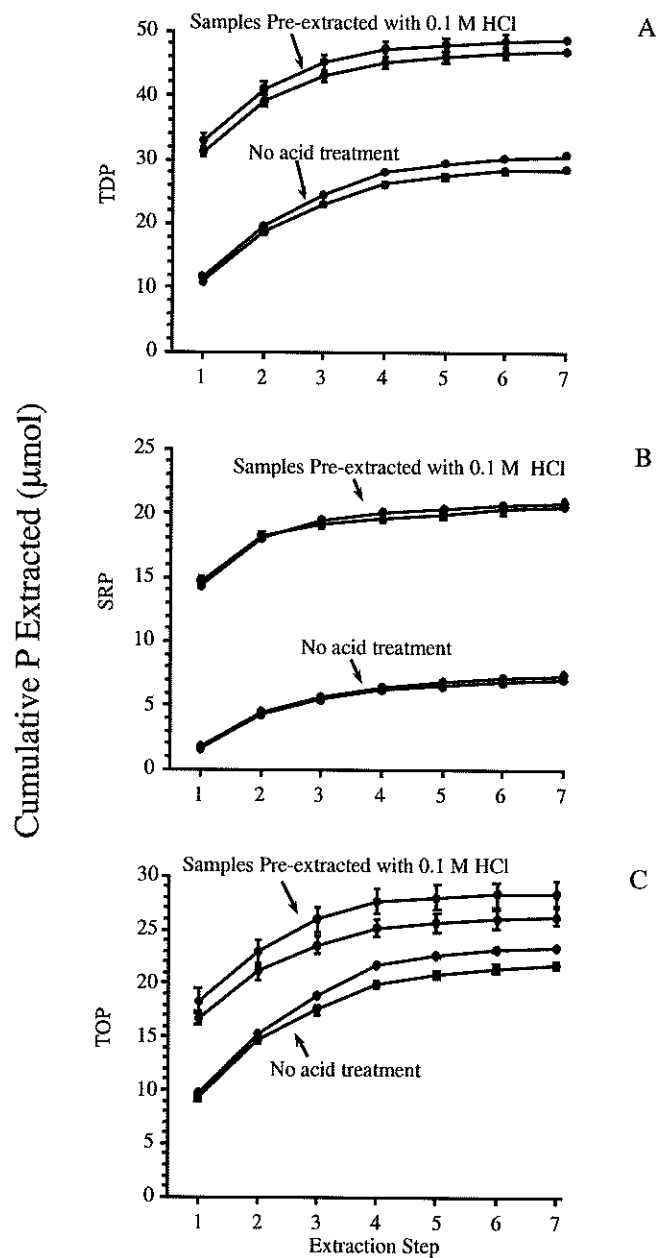 A
50
40
30
20
10
0
TDP
Samples Pre-extracted with 0.1 M HCl
No acid treatment
1 2 3 4 5 6 7
Cumulative P Extracted (μmol)
B
25
20
15
10
5
0
SRP
Samples Pre-extracted with 0.1 M HCl
No acid treatment
1 2 3 4 5 6 7
C
30
25
20
15
10
5
0
TOP
Samples Pre-extracted with 0.1 M HCl
No acid treatment
1 2 3 4 5 6 7
Extraction Step